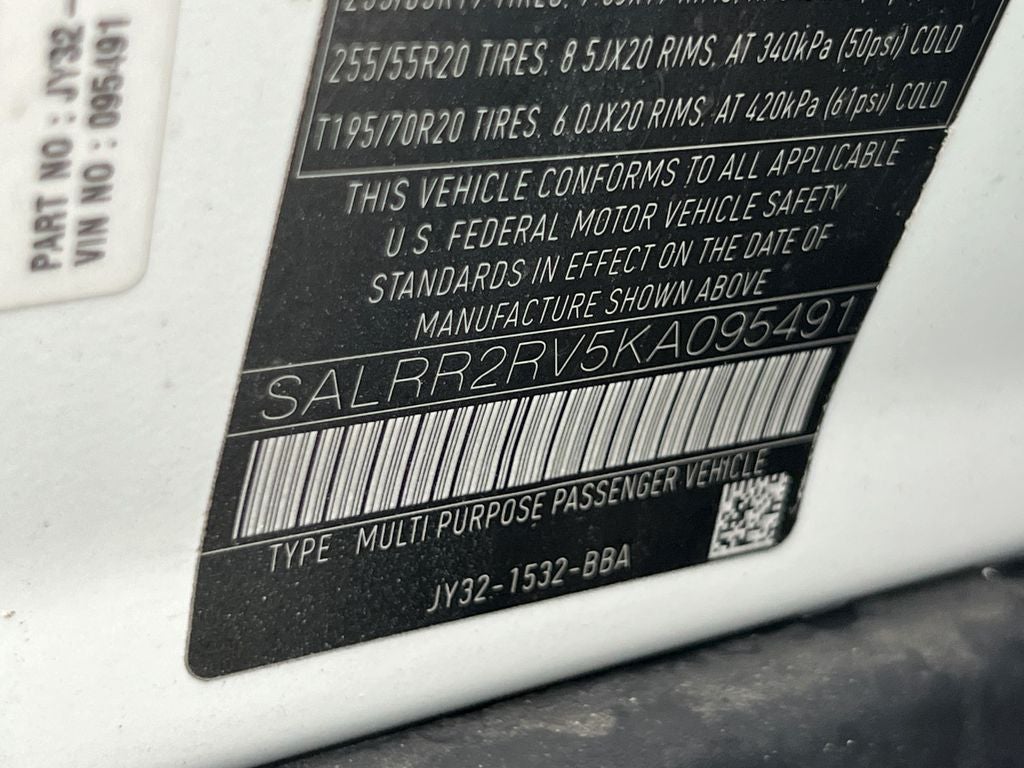 PART NO : JY32-
VIN NO : 095491
255/55R20 TIRES, 8.5JX20 RIMS, AT 340kPa (50psi) COLD
T195/70R20 TIRES, 6.0JX20 RIMS, AT 420kPa (61psi) COLD
THIS VEHICLE CONFORMS TO ALL APPLICABLE
U.S. FEDERAL MOTOR VEHICLE SAFETY
STANDARDS IN EFFECT ON THE DATE OF
MANUFACTURE SHOWN ABOVE
SALRR2RV5KA095491
TYPE MULTI PURPOSE PASSENGER VEHICLE
JY32-1532-BBA